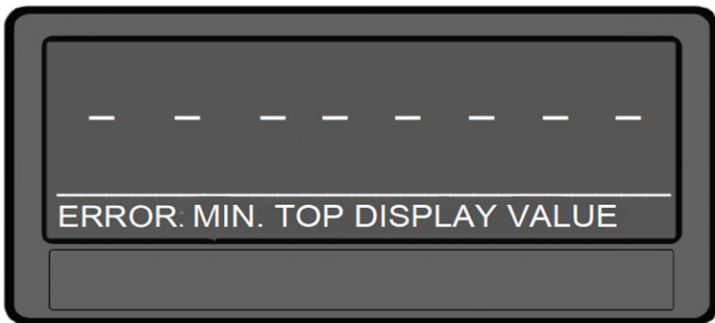 – – – – – – – –
ERROR: MIN. TOP DISPLAY VALUE